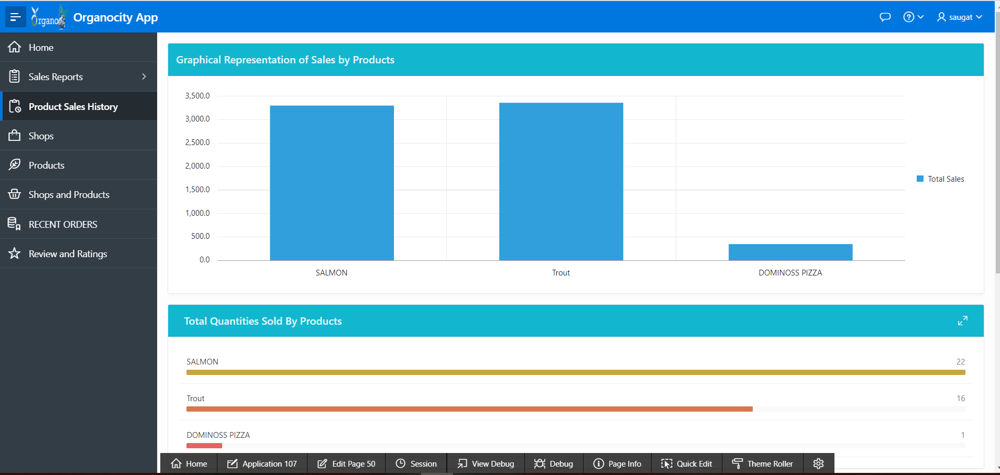 Organo
Organocity App
saugat
Home
Sales Reports
Product Sales History
Shops
Products
Shops and Products
RECENT ORDERS
Review and Ratings
Graphical Representation of Sales by Products
3,500.0
3,000.0
2,500.0
2,000.0
1,500.0
1,000.0
500.0
0.0
SALMON Trout DOMINOSS PIZZA
Total Sales
Total Quantities Sold By Products
SALMON 22
Trout 16
DOMINOSS PIZZA 1
Home Application 107 Edit Page 50 Session View Debug Debug Page Info Quick Edit Theme Roller